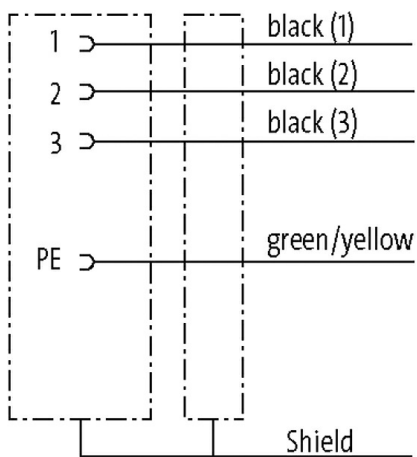 1 black (1)
2 black (2)
3 black (3)
PE green/yellow
Shield